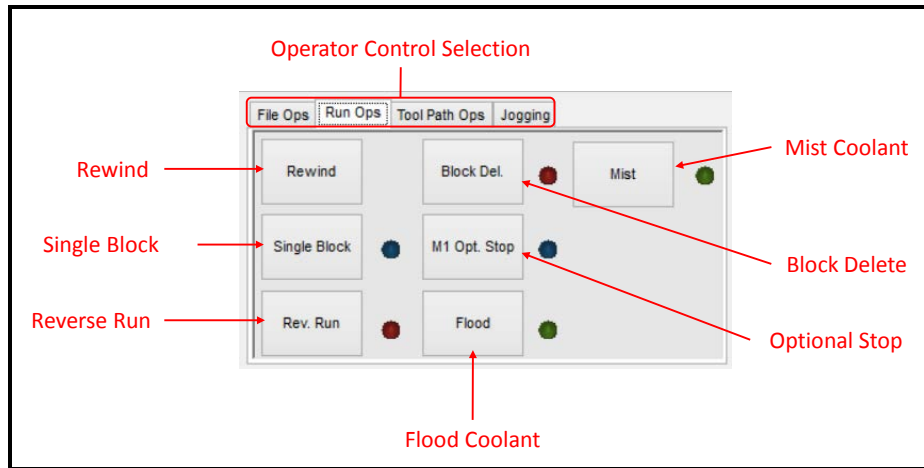 Operator Control Selection
File Ops Run Ops Tool Path Ops Jogging
Rewind
Rewind
Block Del.
Mist
Mist Coolant
Single Block
Single Block
M1 Opt. Stop
Block Delete
Reverse Run
Rev. Run
Flood
Optional Stop
Flood Coolant